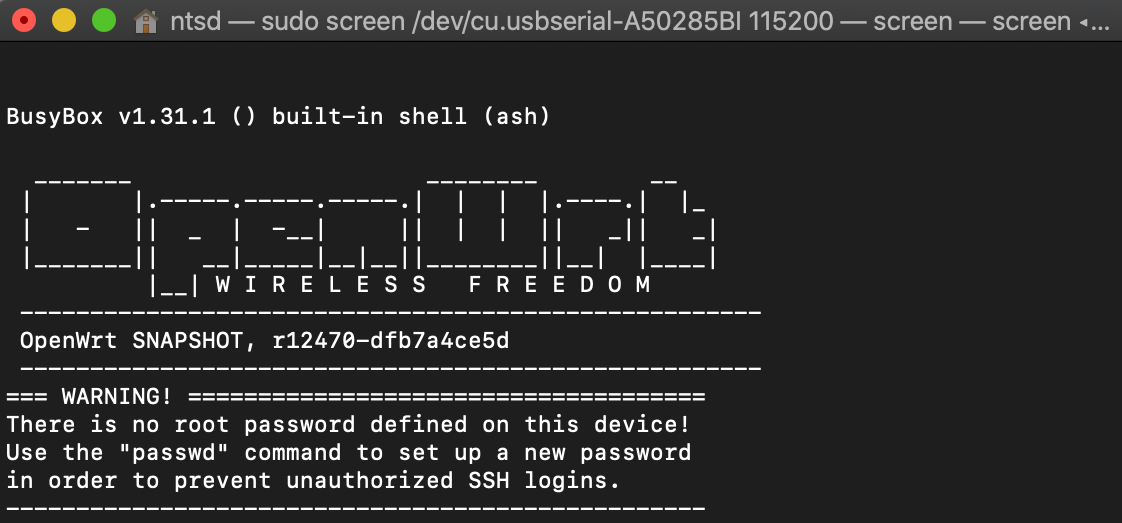 ntsd — sudo screen /dev/cu.usbserial-A50285BI 115200 — screen — screen ◂...
BusyBox v1.31.1 () built-in shell (ash)
  _______                     ________        __
 |       |.-----.-----.-----.|  |  |  |.----.|  |_
 |   -   ||  _  |  -__|     ||  |  |  ||   _||   _|
 |_______||   __|_____|__|__||________||__|  |____|
          |__| W I R E L E S S   F R E E D O M
 -----------------------------------------------------
 OpenWrt SNAPSHOT, r12470-dfb7a4ce5d
 -----------------------------------------------------
=== WARNING! =====================================
There is no root password defined on this device!
Use the "passwd" command to set up a new password
in order to prevent unauthorized SSH logins.
--------------------------------------------------